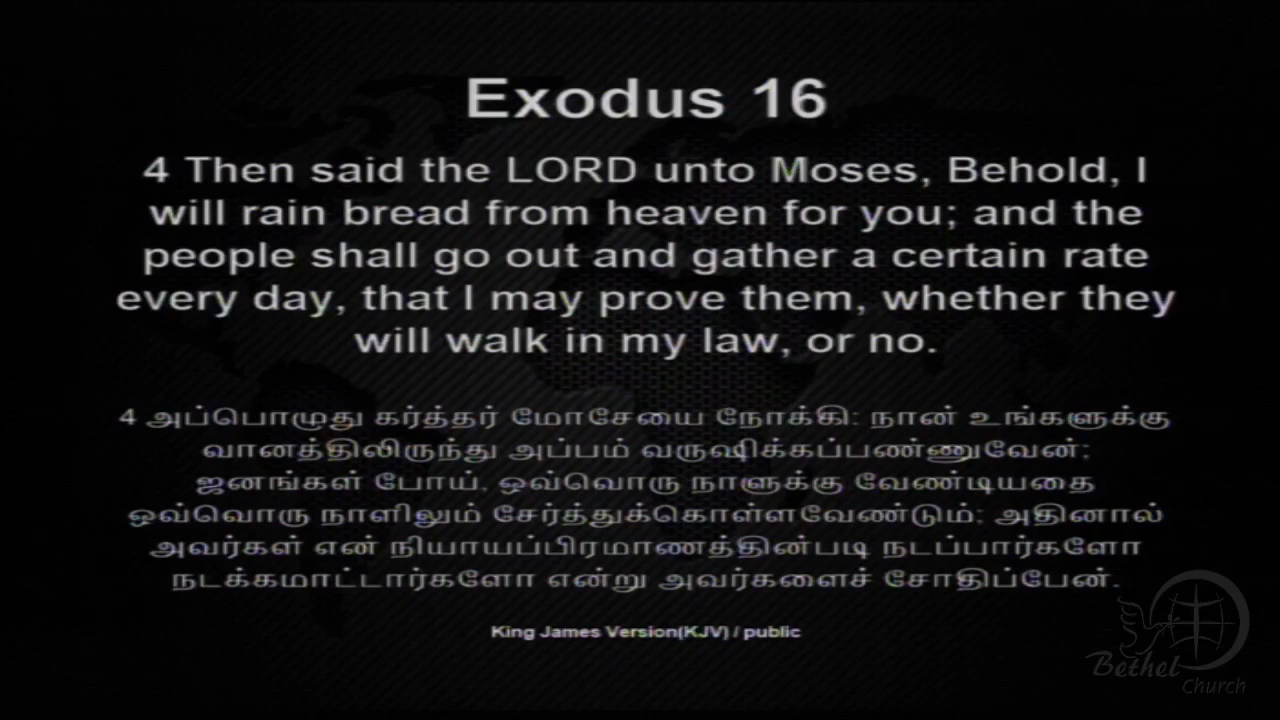 Exodus 16
4 Then said the LORD unto Moses, Behold, I
will rain bread from heaven for you; and the
people shall go out and gather a certain rate
every day, that I may prove them, whether they
will walk in my law, or no.
4 அப்பொழுது கர்த்தர் மோசேயை நோக்கி: நான் உங்களுக்கு
வானத்திலிருந்து அப்பம் வருஷிக்கப்பண்ணுவேன்;
ஜனங்கள் போய், ஒவ்வொரு நாளுக்கு வேண்டியதை
ஒவ்வொரு நாளிலும் சேர்த்துக்கொள்ளவேண்டும்; அதினால்
அவர்கள் என் நியாயப்பிரமாணத்தின்படி நடப்பார்களோ
நடக்கமாட்டார்களோ என்று அவர்களைச் சோதிப்பேன்.
King James Version(KJV) / public
Bethel
Church